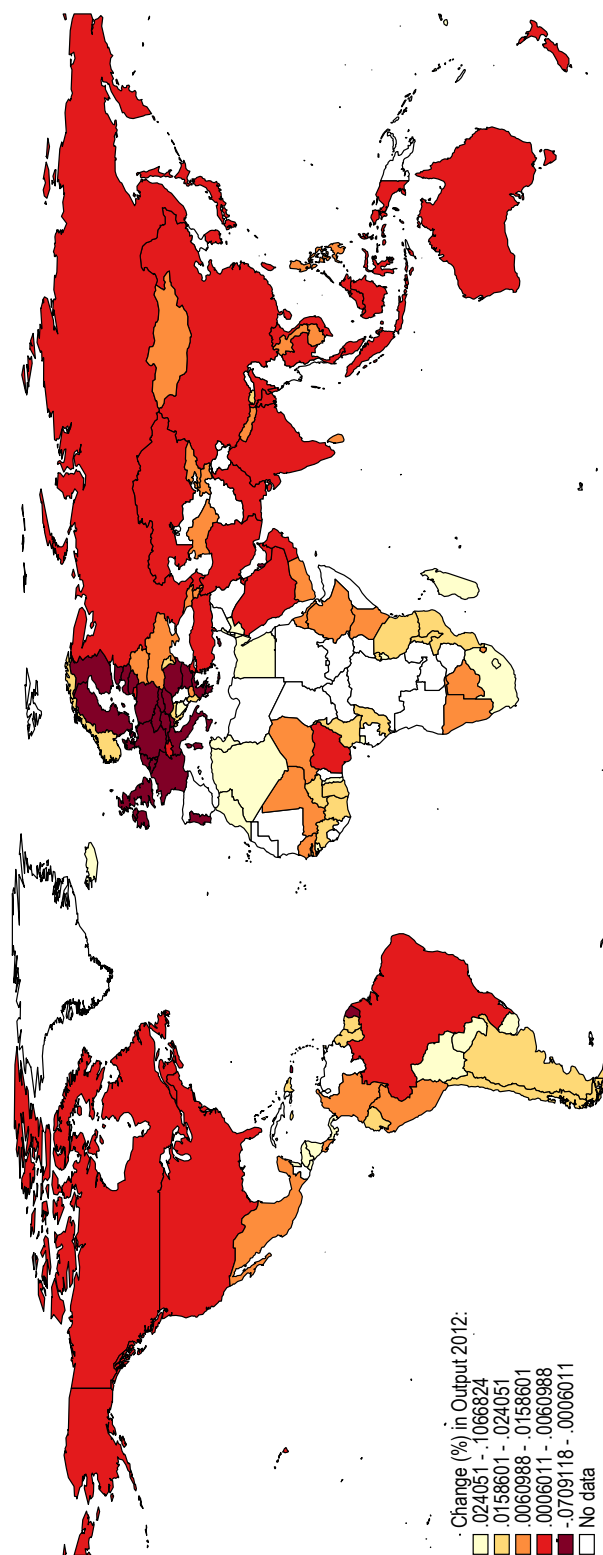 Change (%) in Output 2012:
.024051 - .1066824
.0158601 - .024051
.0060988 - .0158601
.0006011 - .0060988
-.0709118 - .0006011
No data